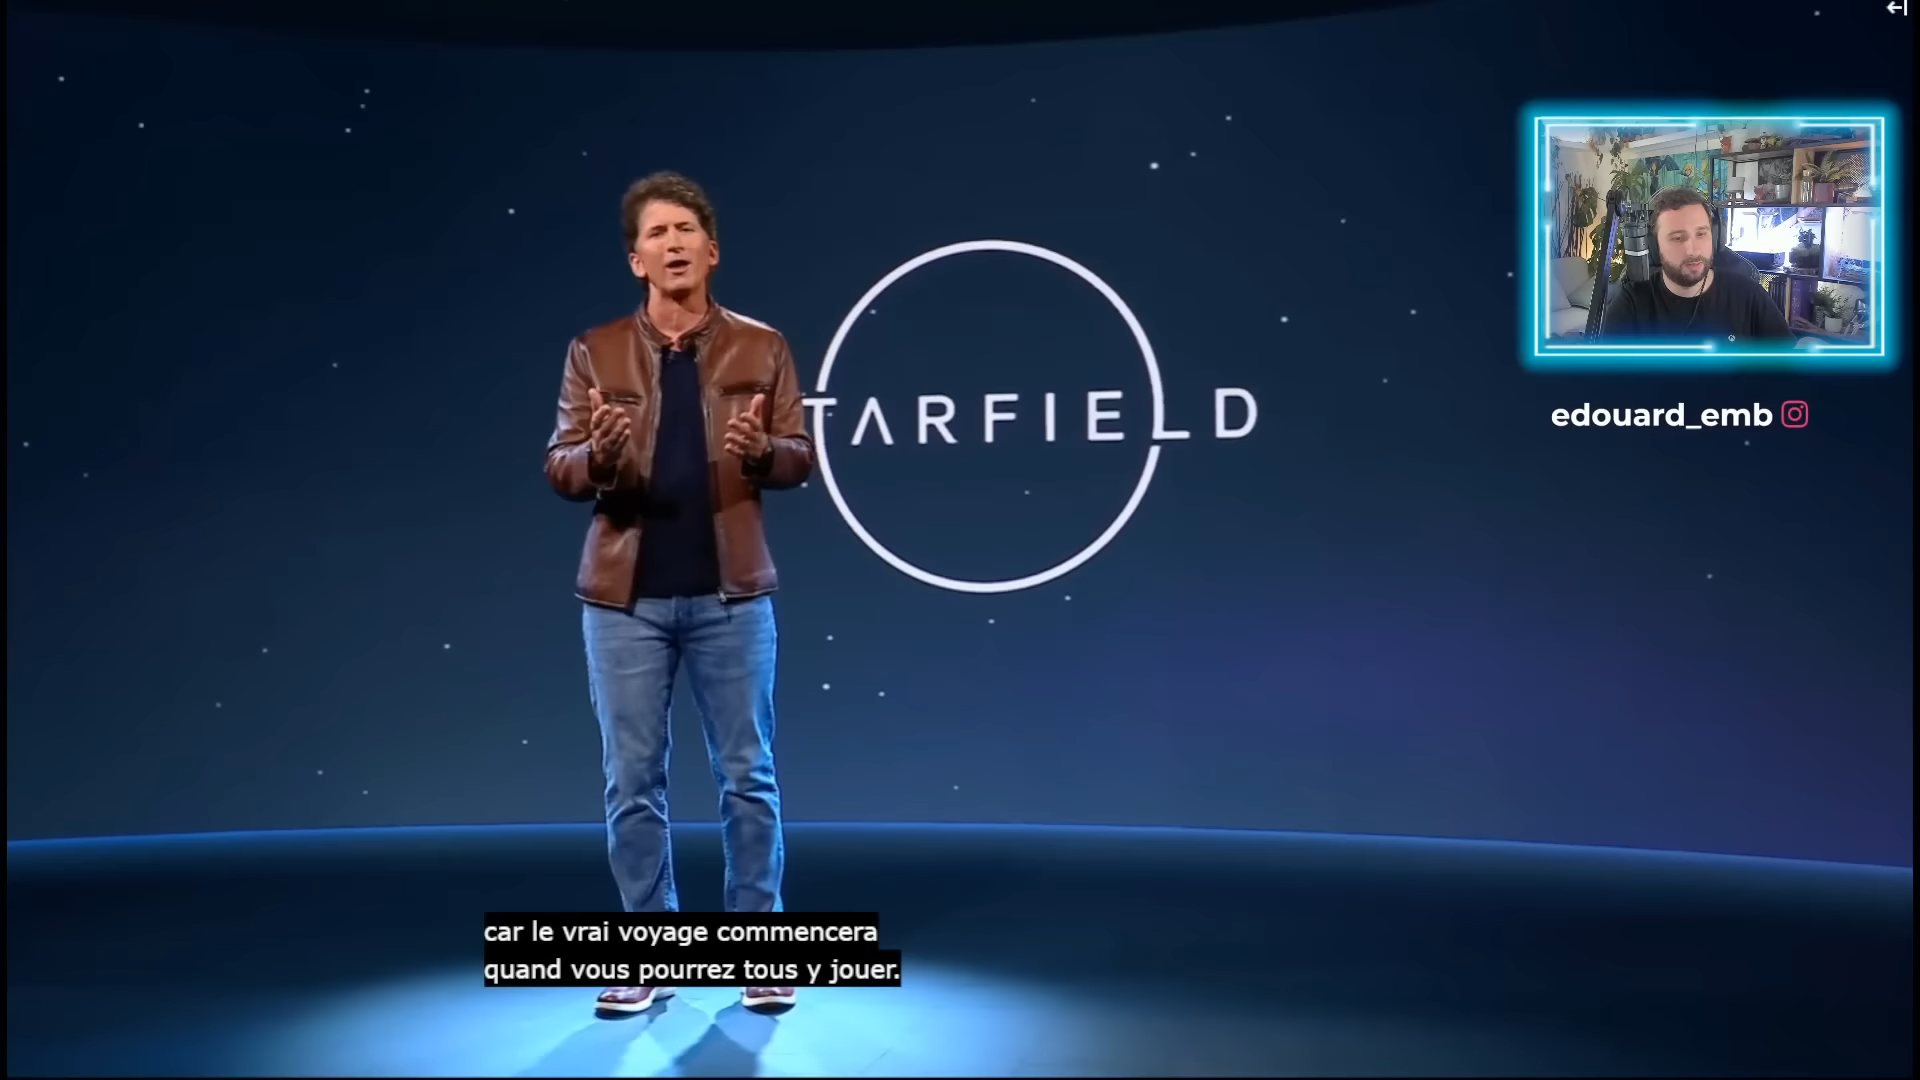 TARFIELD
edouard_emb
car le vrai voyage commencera
quand vous pourrez tous y jouer.